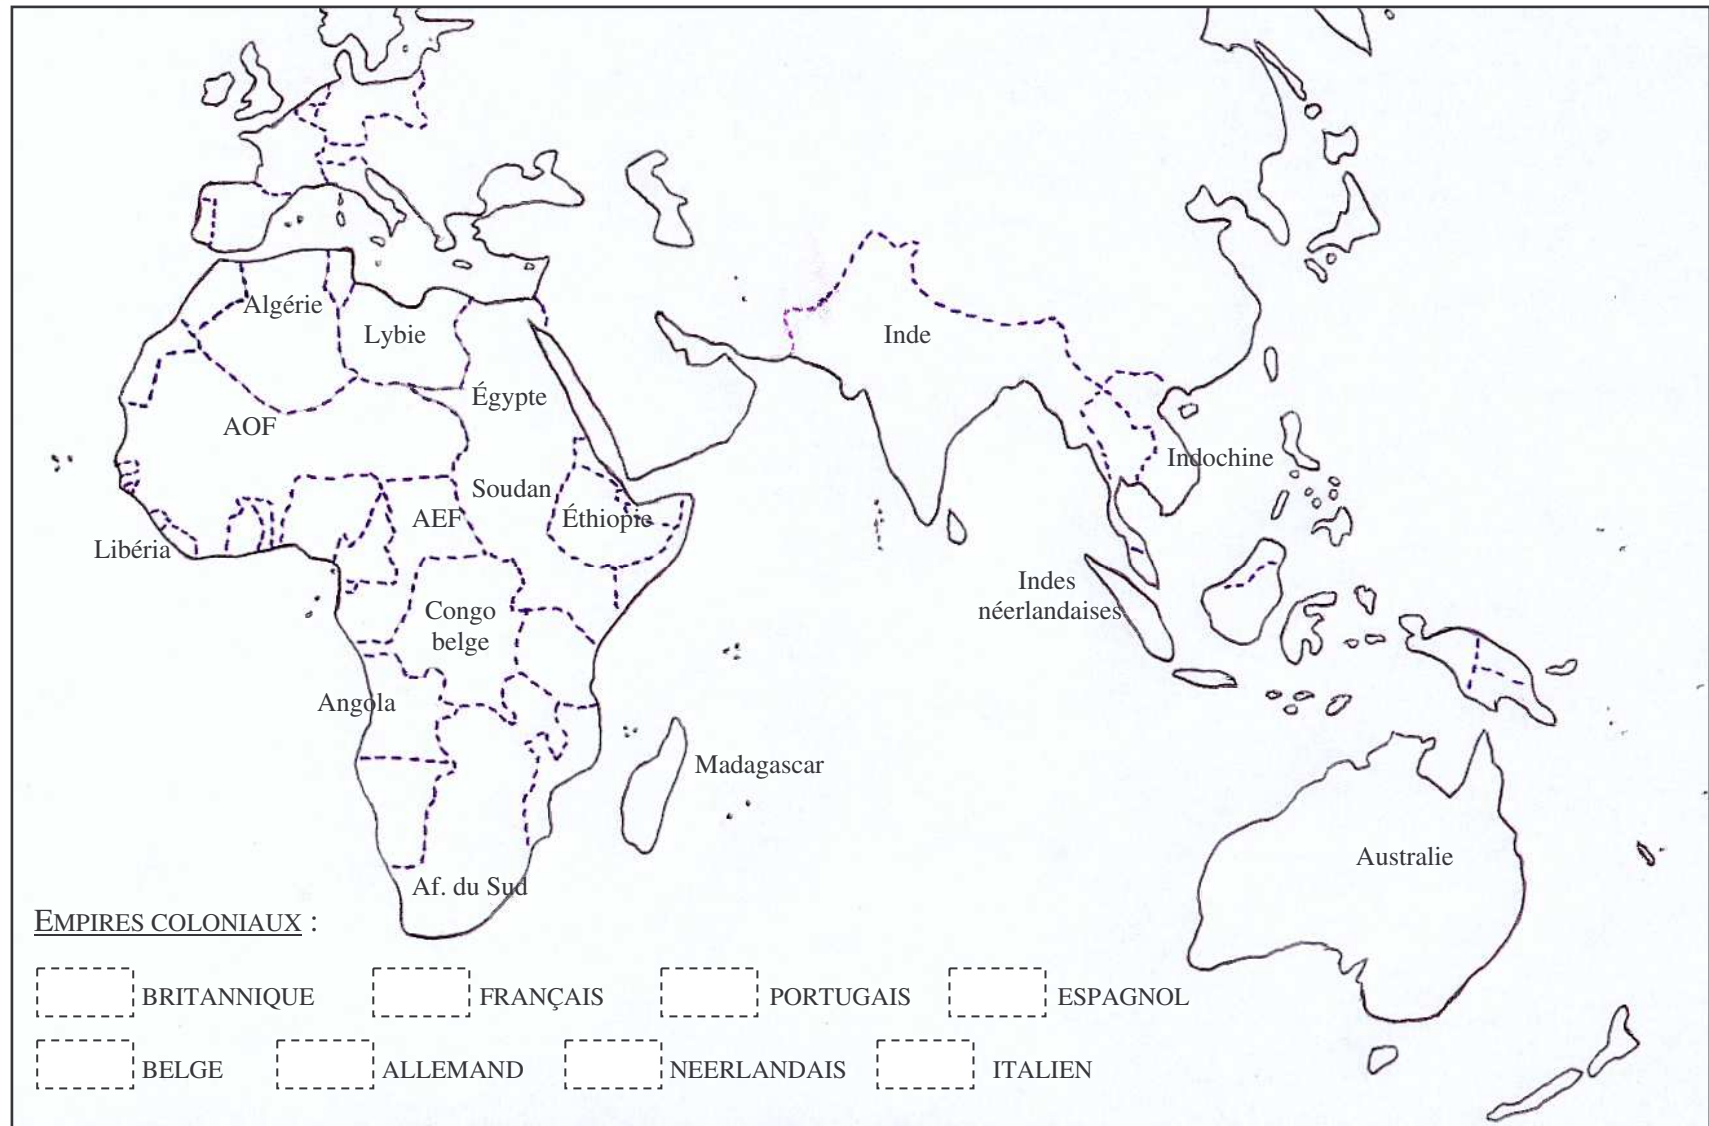 Algérie
Lybie
Inde
Égypte
AOF
Indochine
Soudan
AEF
Éthiopie
Libéria
Indes
néerlandaises
Congo
belge
Angola
Madagascar
Australie
Af. du Sud
EMPIRES COLONIAUX :
BRITANNIQUE FRANÇAIS PORTUGAIS ESPAGNOL
BELGE ALLEMAND NEERLANDAIS ITALIEN